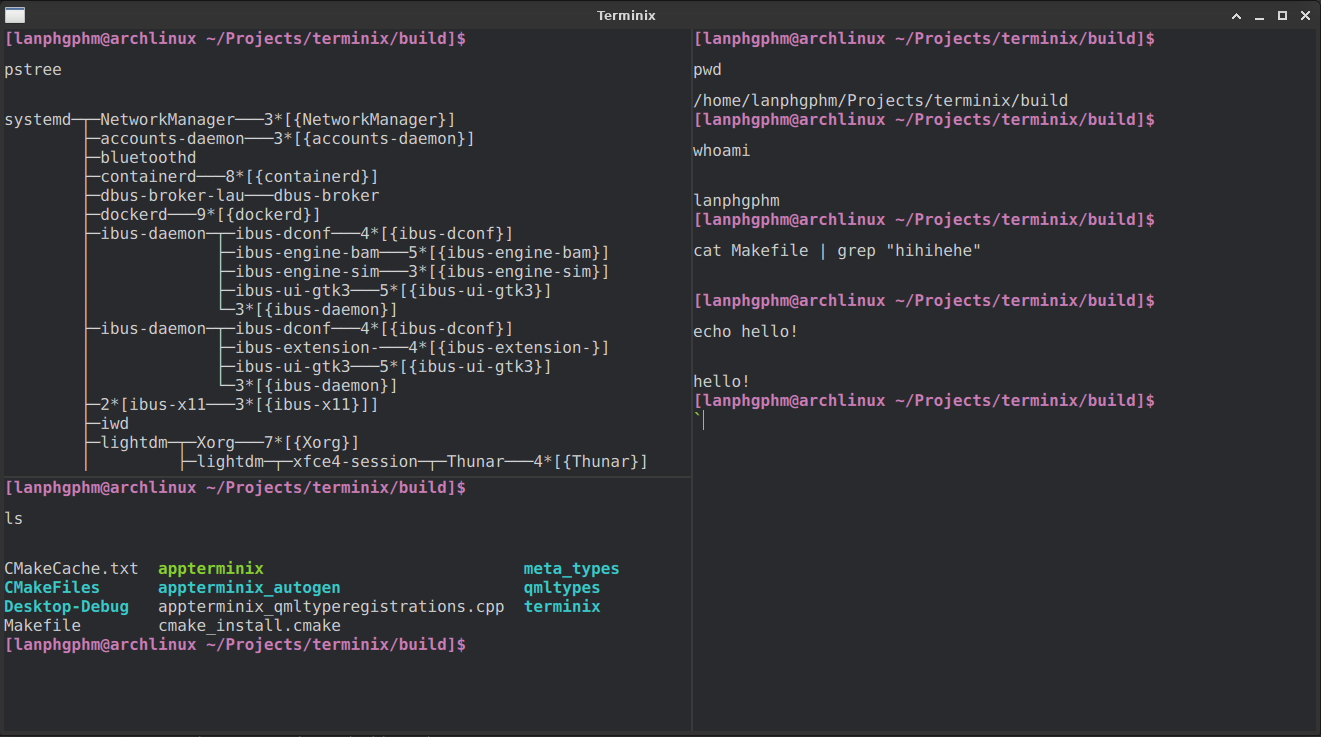 Terminix
[lanphgphm@archlinux ~/Projects/terminix/build]$
pstree
systemd─┬─NetworkManager───3*[{NetworkManager}]
        ├─accounts-daemon───3*[{accounts-daemon}]
        ├─bluetoothd
        ├─containerd───8*[{containerd}]
        ├─dbus-broker-lau───dbus-broker
        ├─dockerd───9*[{dockerd}]
        ├─ibus-daemon─┬─ibus-dconf───4*[{ibus-dconf}]
        │             ├─ibus-engine-bam───5*[{ibus-engine-bam}]
        │             ├─ibus-engine-sim───3*[{ibus-engine-sim}]
        │             ├─ibus-ui-gtk3───5*[{ibus-ui-gtk3}]
        │             └─3*[{ibus-daemon}]
        ├─ibus-daemon─┬─ibus-dconf───4*[{ibus-dconf}]
        │             ├─ibus-extension-───4*[{ibus-extension-}]
        │             ├─ibus-ui-gtk3───5*[{ibus-ui-gtk3}]
        │             └─3*[{ibus-daemon}]
        ├─2*[ibus-x11───3*[{ibus-x11}]]
        ├─iwd
        ├─lightdm─┬─Xorg───7*[{Xorg}]
        │         ├─lightdm─┬─xfce4-session─┬─Thunar───4*[{Thunar}]
[lanphgphm@archlinux ~/Projects/terminix/build]$
ls
CMakeCache.txt  appterminix                           meta_types
CMakeFiles      appterminix_autogen                   qmltypes
Desktop-Debug   appterminix_qmltyperegistrations.cpp  terminix
Makefile        cmake_install.cmake
[lanphgphm@archlinux ~/Projects/terminix/build]$
[lanphgphm@archlinux ~/Projects/terminix/build]$
pwd
/home/lanphgphm/Projects/terminix/build
[lanphgphm@archlinux ~/Projects/terminix/build]$
whoami
lanphgphm
[lanphgphm@archlinux ~/Projects/terminix/build]$
cat Makefile | grep "hihihehe"
[lanphgphm@archlinux ~/Projects/terminix/build]$
echo hello!
hello!
[lanphgphm@archlinux ~/Projects/terminix/build]$
`